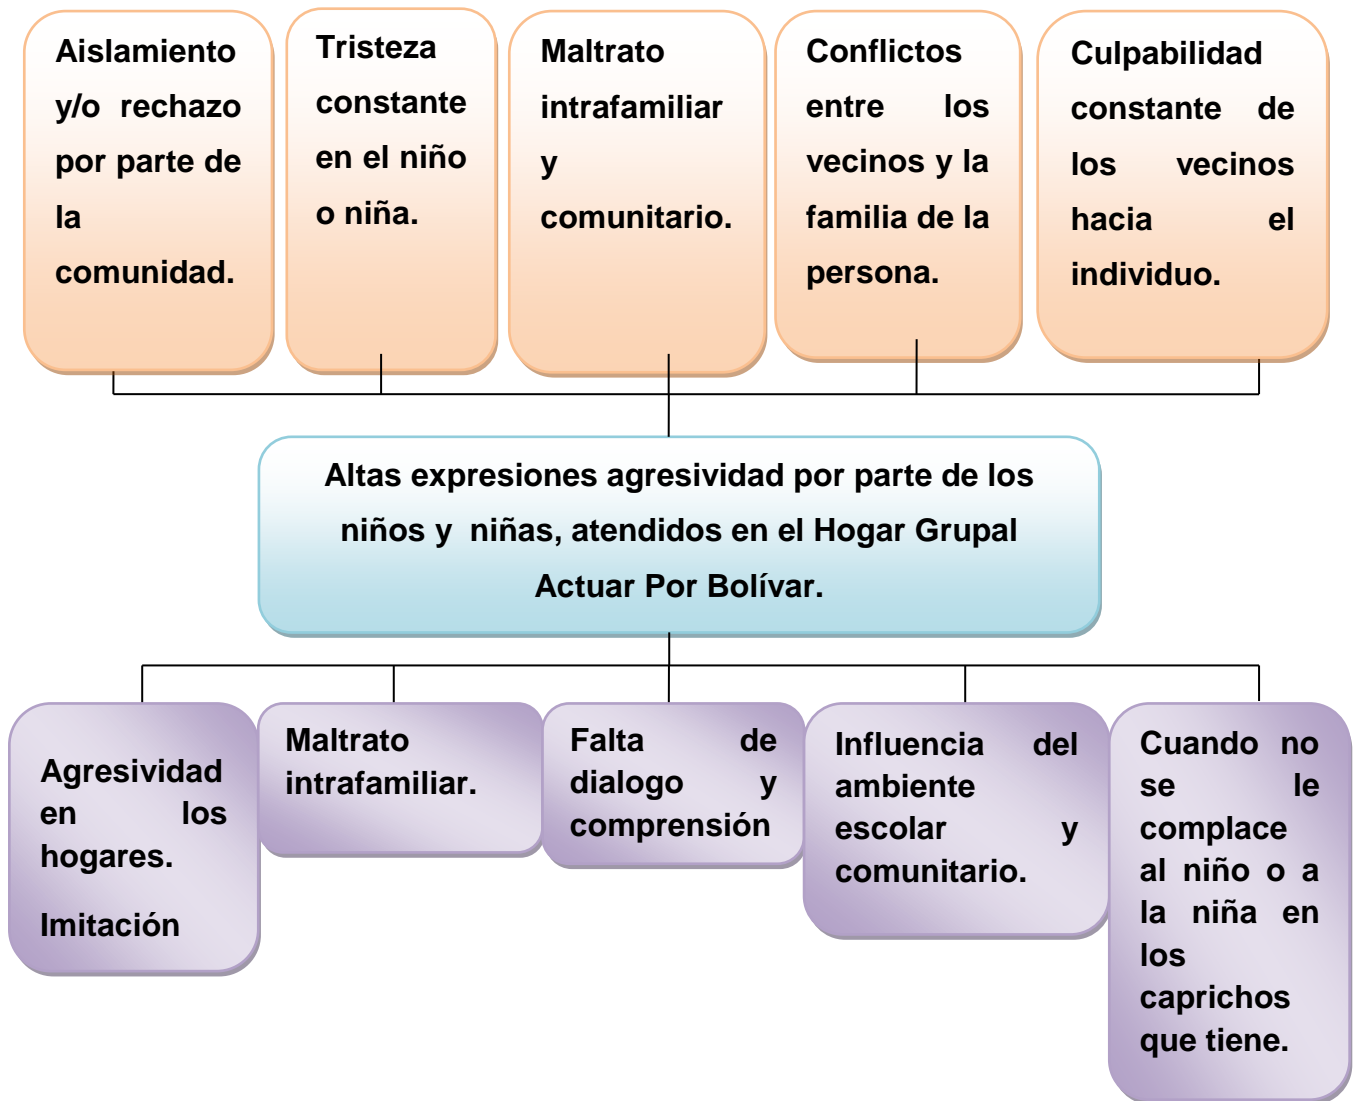 Aislamiento
y/o rechazo
por parte de
la
comunidad.
Tristeza
constante
en el niño
o niña.
Maltrato
intrafamiliar
y
comunitario.
Conflictos
entre los
vecinos y la
familia de la
persona.
Culpabilidad
constante de
los vecinos
hacia el
individuo.
Altas expresiones agresividad por parte de los
niños y niñas, atendidos en el Hogar Grupal
Actuar Por Bolívar.
Agresividad
en los
hogares.
Imitación
Maltrato
intrafamiliar.
Falta de
dialogo y
comprensión
Influencia del
ambiente
escolar y
comunitario.
Cuando no
se le
complace
al niño o a
la niña en
los
caprichos
que tiene.